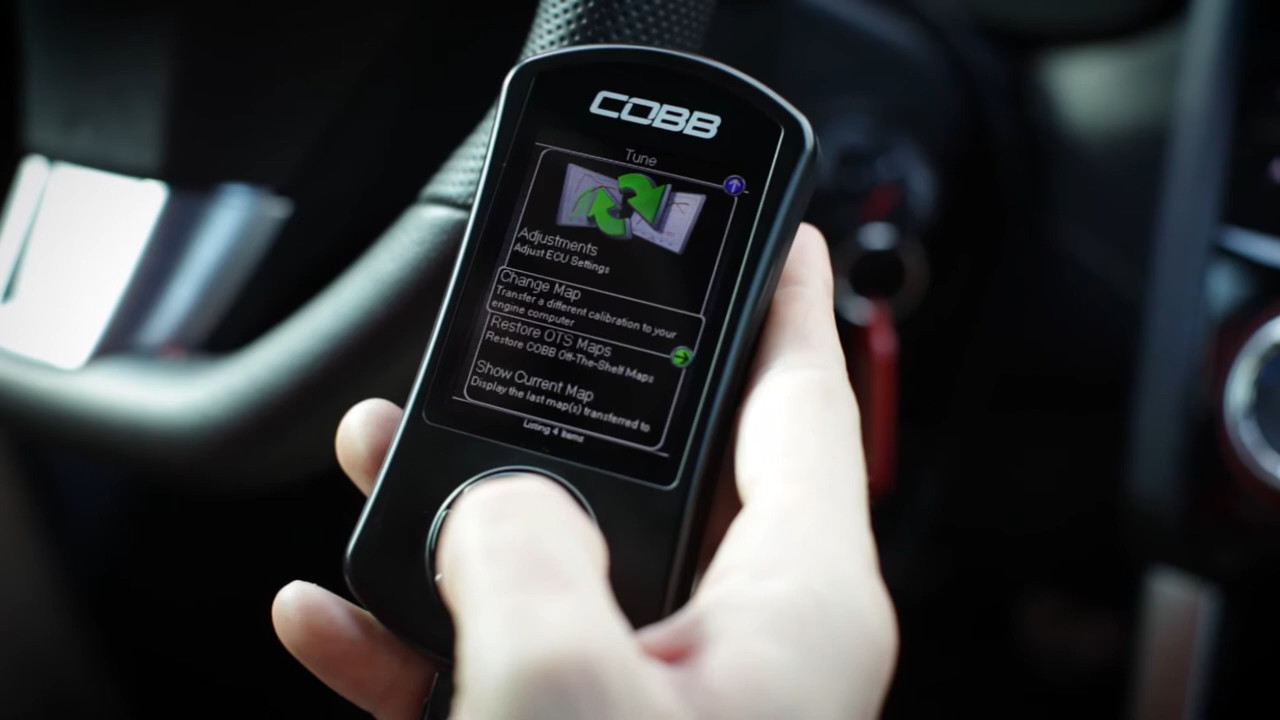 COBB
Tune
Adjustments
Adjust ECU Settings
Change Map
Transfer a different calibration to your
engine computer
Restore OTS Maps
Restore COBB Off-The-Shelf Maps
Show Current Map
Display the last map(s) transferred to
Listing 4 items